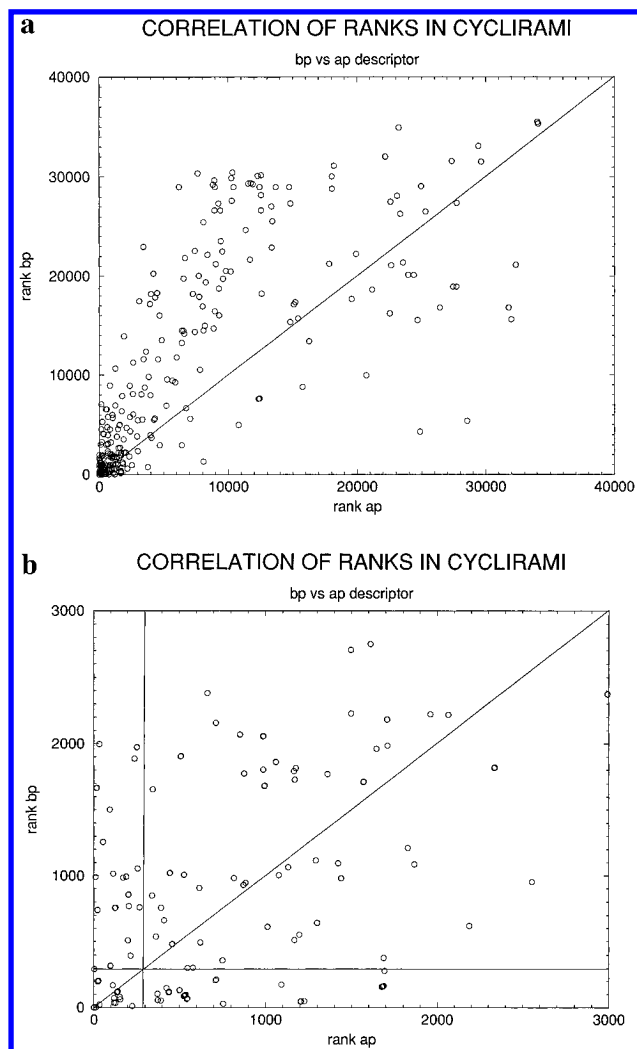 a
CORRELATION OF RANKS IN CYCLIRAMI
bp vs ap descriptor
40000
30000
rank bp
20000
10000
0
0 10000 20000 30000 40000
rank ap
b
CORRELATION OF RANKS IN CYCLIRAMI
bp vs ap descriptor
3000
2000
rank bp
1000
0
0 1000 2000 3000
rank ap